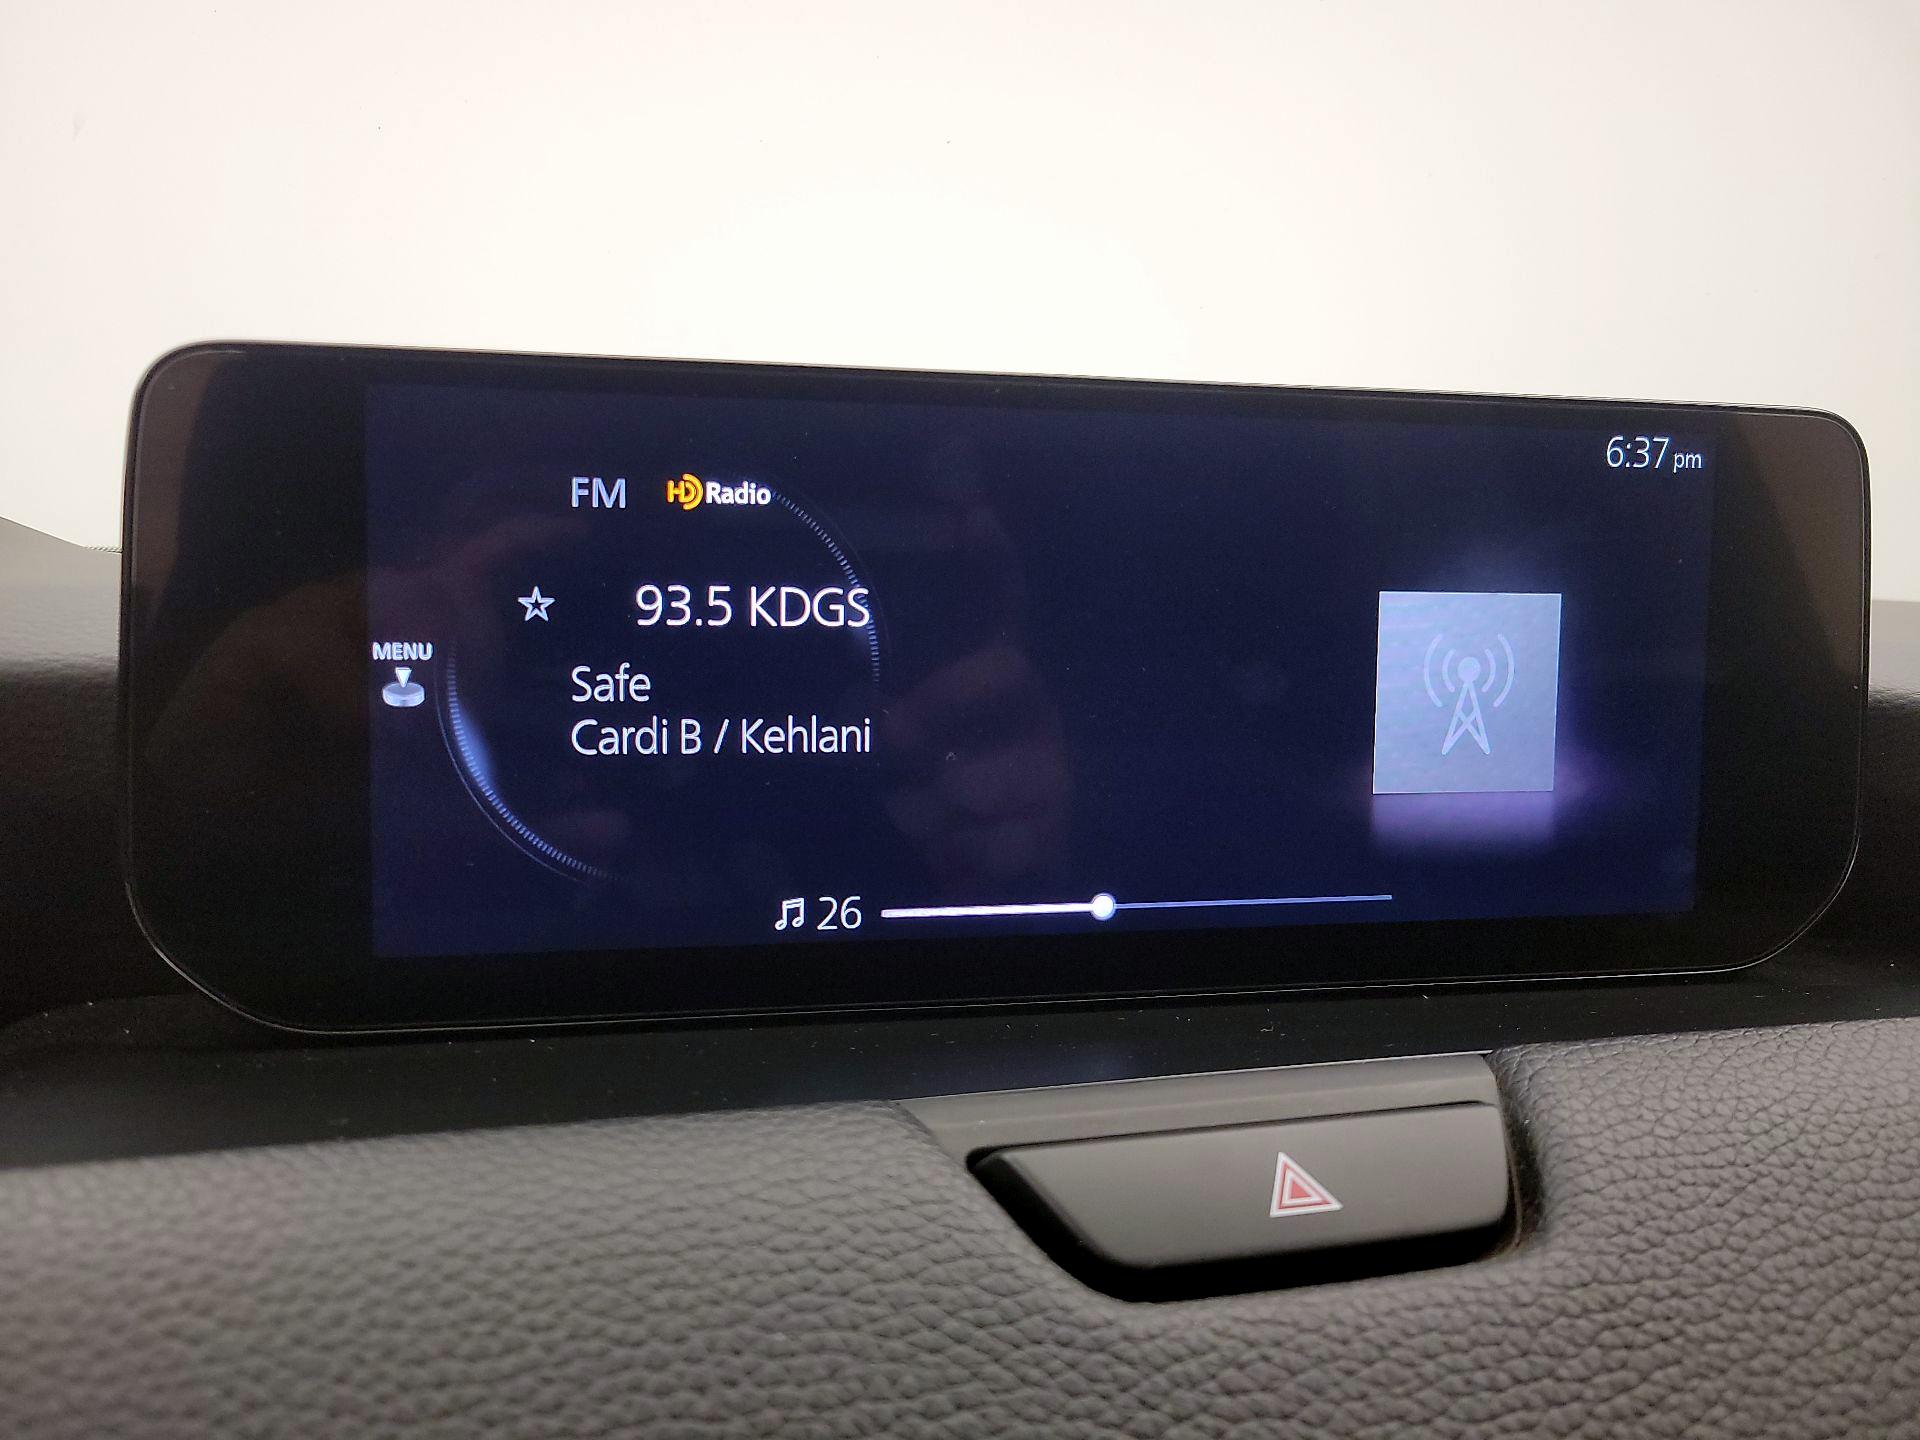 6:37 pm
FM HD Radio
93.5 KDGS
MENU
Safe
Cardi B / Kehlani
26